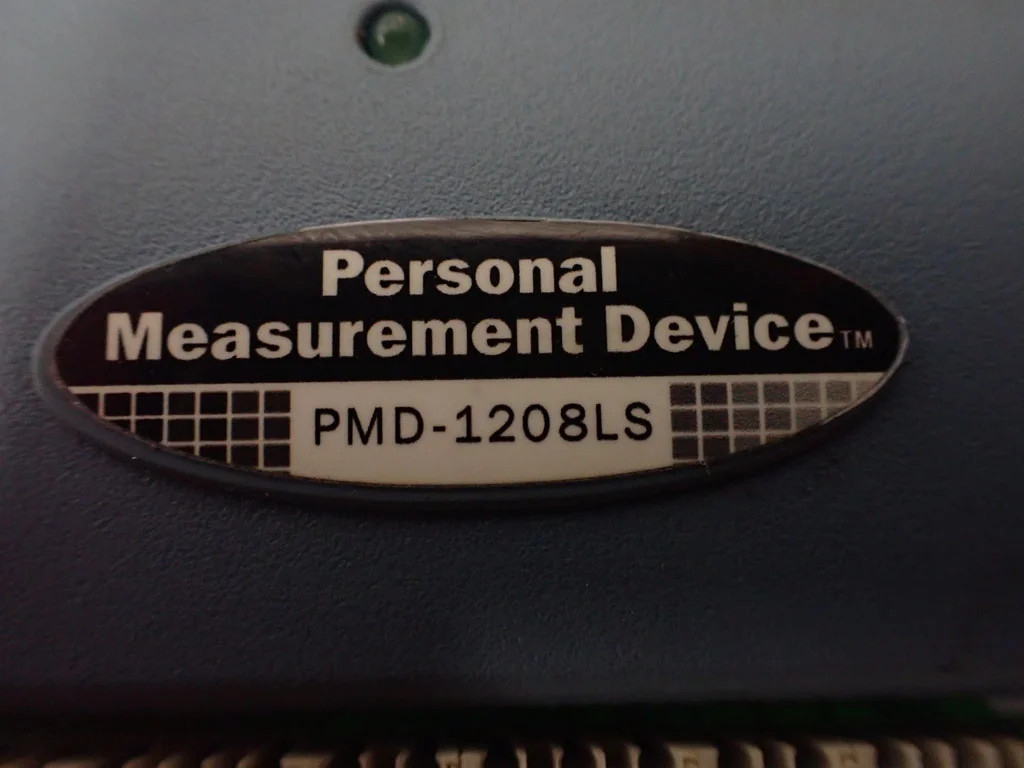 Personal
Measurement Device™
PMD-1208LS